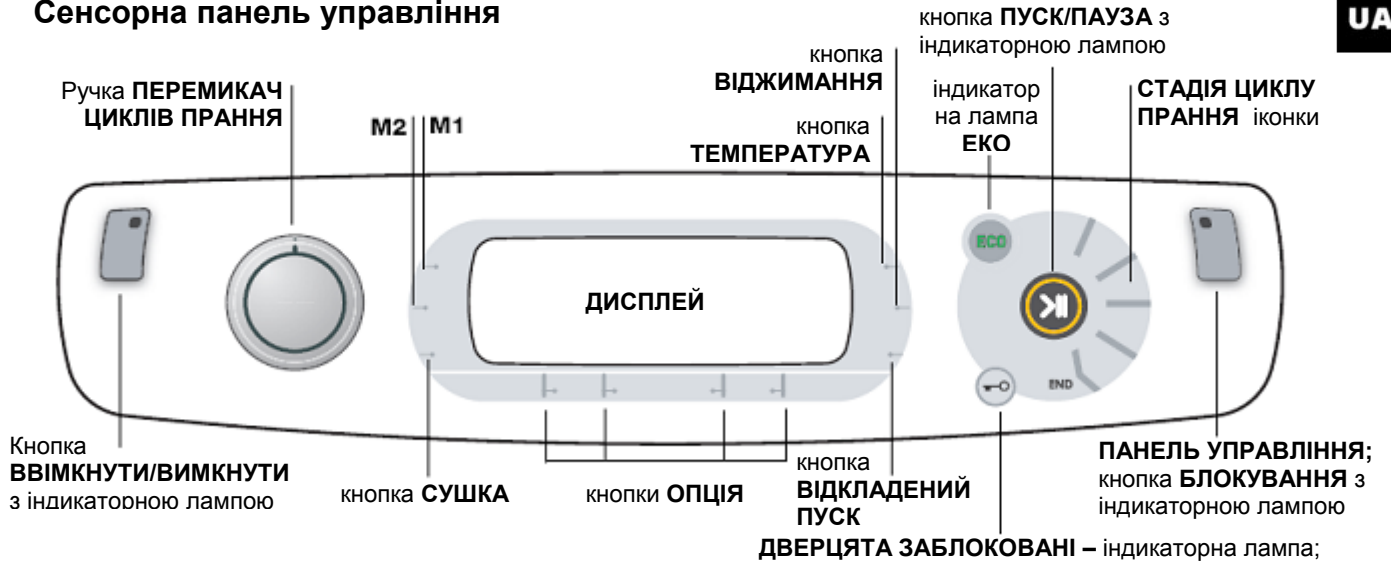 Сенсорна панель управління
UA
кнопка ПУСК/ПАУЗА з
індикаторною лампою
кнопка
ВІДЖИМАННЯ
Ручка ПЕРЕМИКАЧ
ЦИКЛІВ ПРАННЯ
індикатор
на лампа
ЕКО
СТАДІЯ ЦИКЛУ
ПРАННЯ іконки
M2 M1
кнопка
ТЕМПЕРАТУРА
ECO
ДИСПЛЕЙ
END
Кнопка
ВВІМКНУТИ/ВИМКНУТИ
з індикаторною лампою
кнопка СУШКА
кнопки ОПЦІЯ
кнопка
ВІДКЛАДЕНИЙ
ПУСК
ПАНЕЛЬ УПРАВЛІННЯ;
кнопка БЛОКУВАННЯ з
індикаторною лампою
ДВЕРЦЯТА ЗАБЛОКОВАНІ – індикаторна лампа;